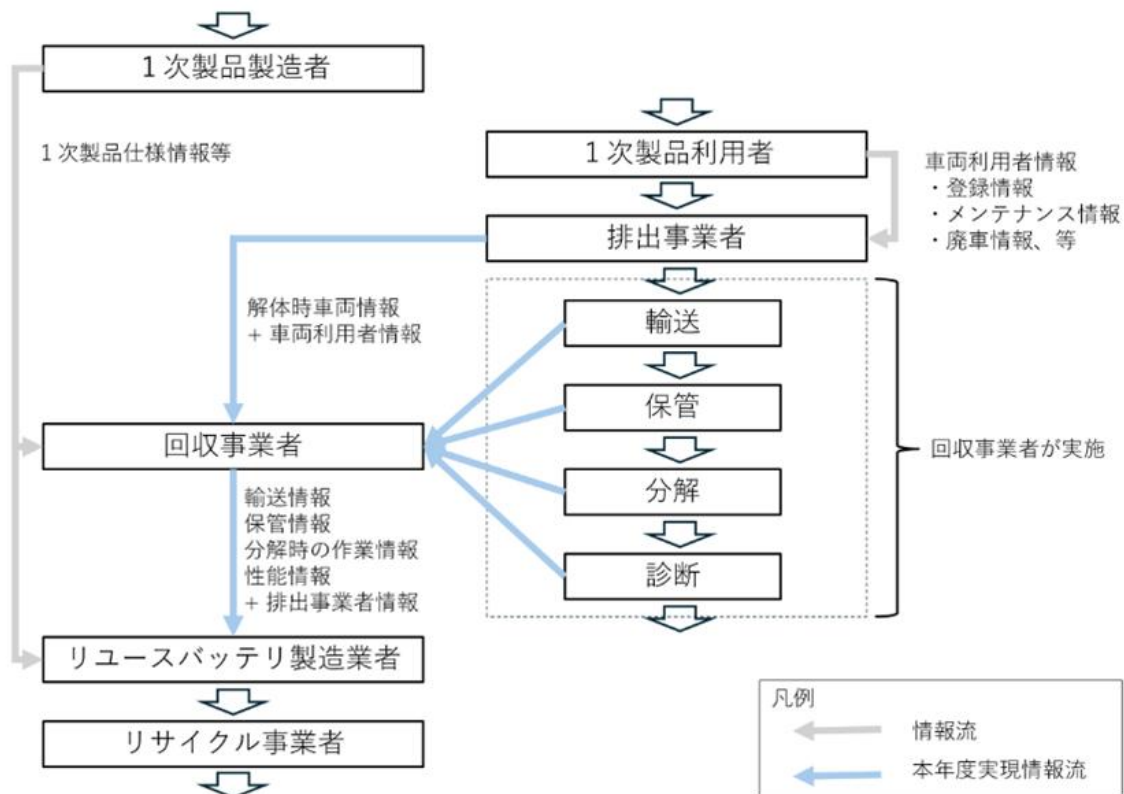 1次製品製造者
1次製品仕様情報等
1次製品利用者
車両利用者情報
・登録情報
・メンテナンス情報
・廃車情報、等
排出事業者
解体時車両情報
+ 車両利用者情報
輸送
保管
分解
診断
回収事業者が実施
回収事業者
輸送情報
保管情報
分解時の作業情報
性能情報
+ 排出事業者情報
リユースバッテリ製造業者
リサイクル事業者
凡例
情報流
本年度実現情報流